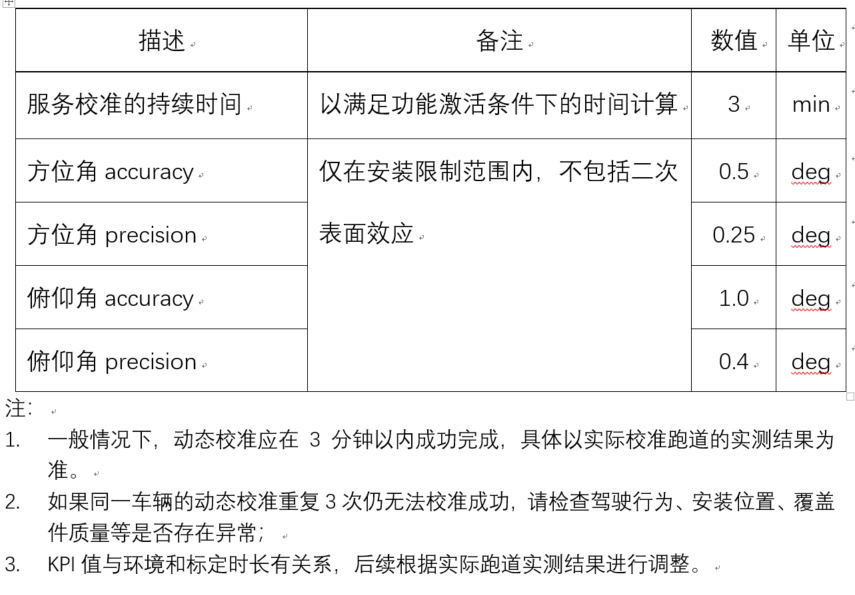 描述 备注 数值 单位
服务校准的持续时间 以满足功能激活条件下的时间计算 3 min
方位角 accuracy 仅在安装限制范围内，不包括二次 0.5 deg
方位角 precision 表面效应 0.25 deg
俯仰角 accuracy 1.0 deg
俯仰角 precision 0.4 deg
注：
1. 一般情况下，动态校准应在 3 分钟以内成功完成，具体以实际校准跑道的实测结果为
准。
2. 如果同一车辆的动态校准重复 3 次仍无法校准成功，请检查驾驶行为、安装位置、覆盖
件质量等是否存在异常；
3. KPI 值与环境和标定时长有关系，后续根据实际跑道实测结果进行调整。